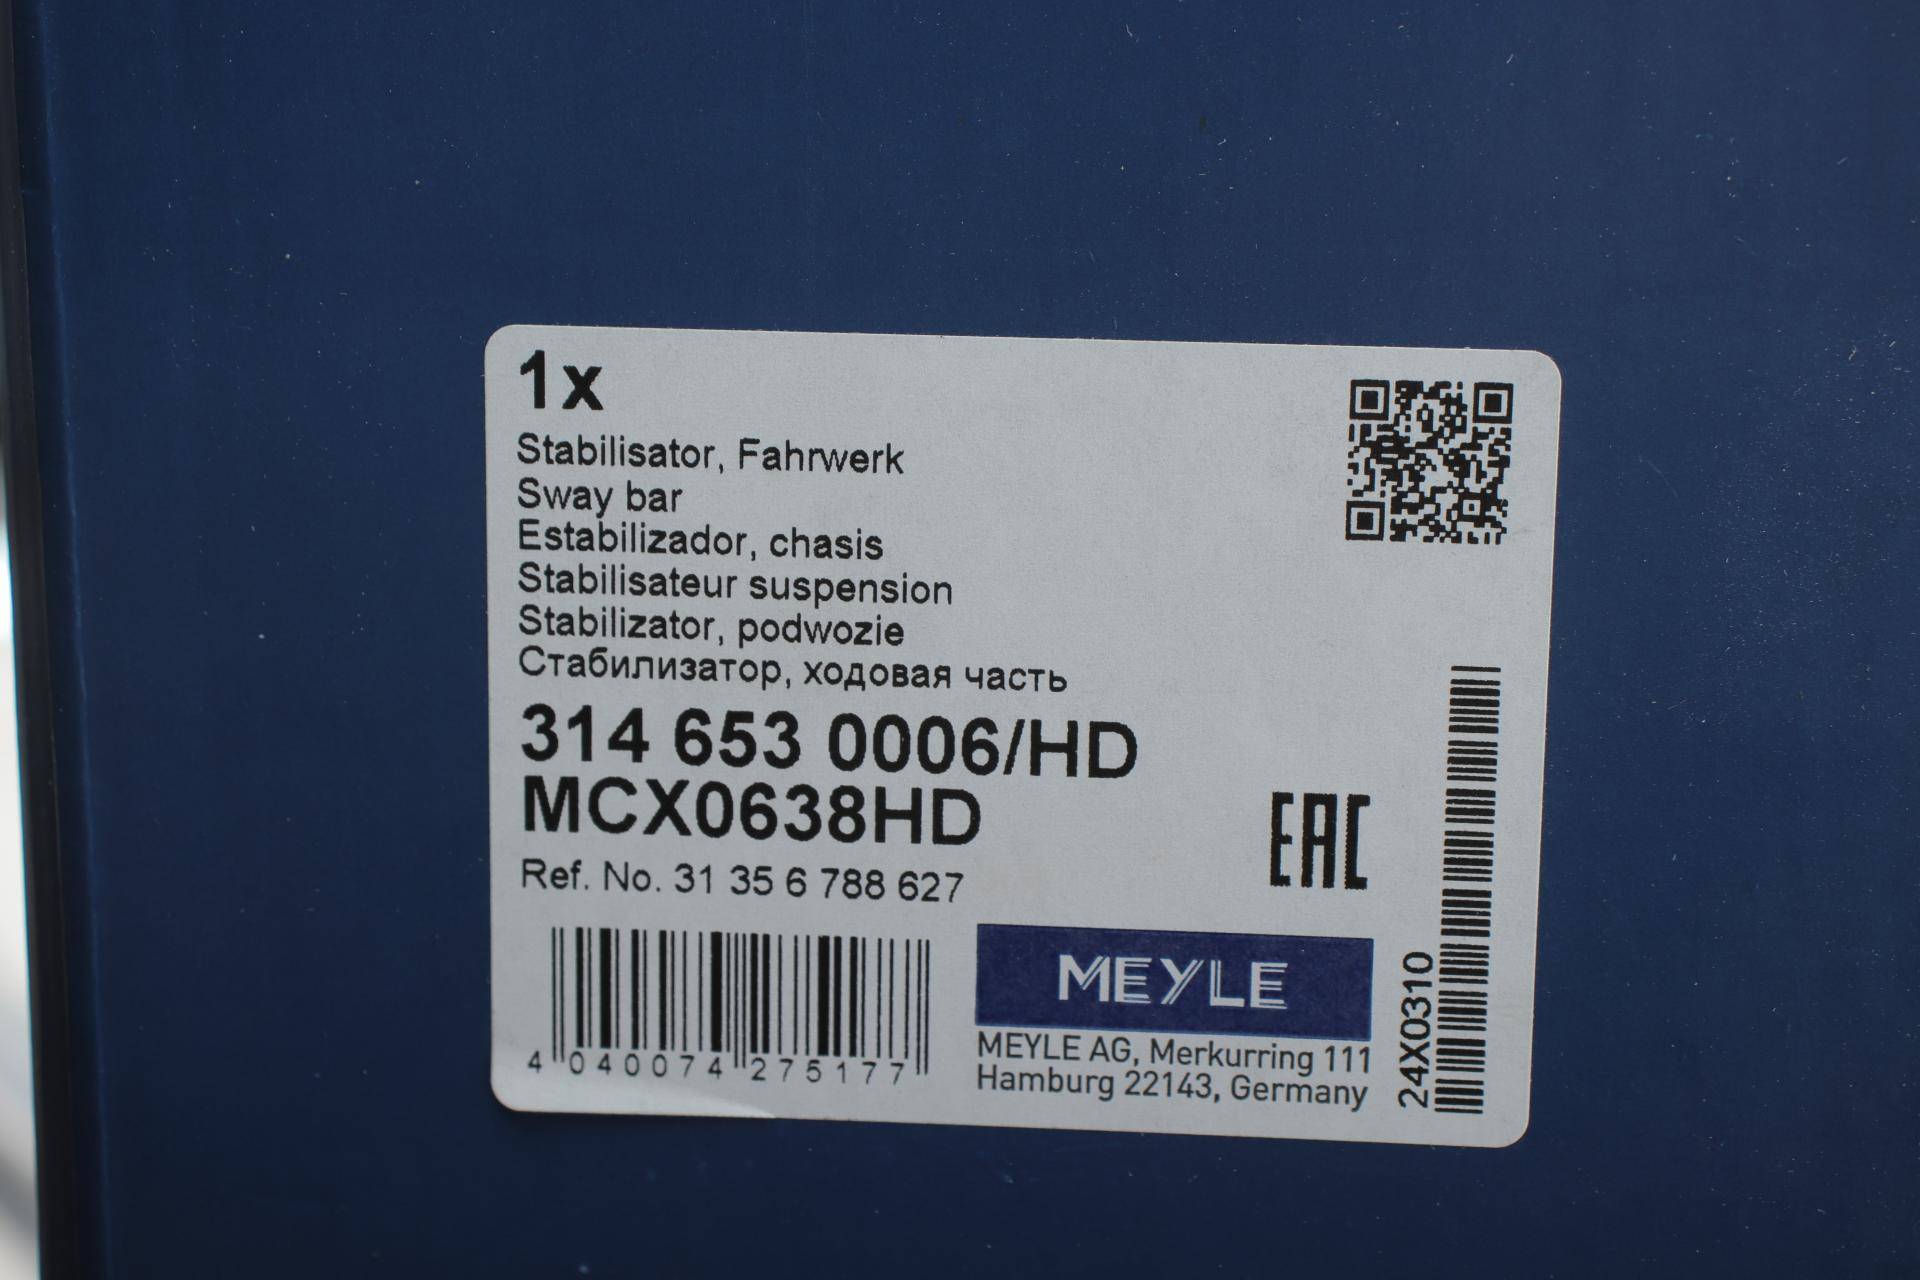 1x
Stabilisator, Fahrwerk
Sway bar
Estabilizador, chasis
Stabilisateur suspension
Stabilizator, podwozie
Стабилизатор, ходовая часть
314 653 0006/HD
MCX0638HD
Ref. No. 31 35 6 788 627
EAC
4 040074 275177
MEYLE
MEYLE AG, Merkurring 111
Hamburg 22143, Germany
24X0310